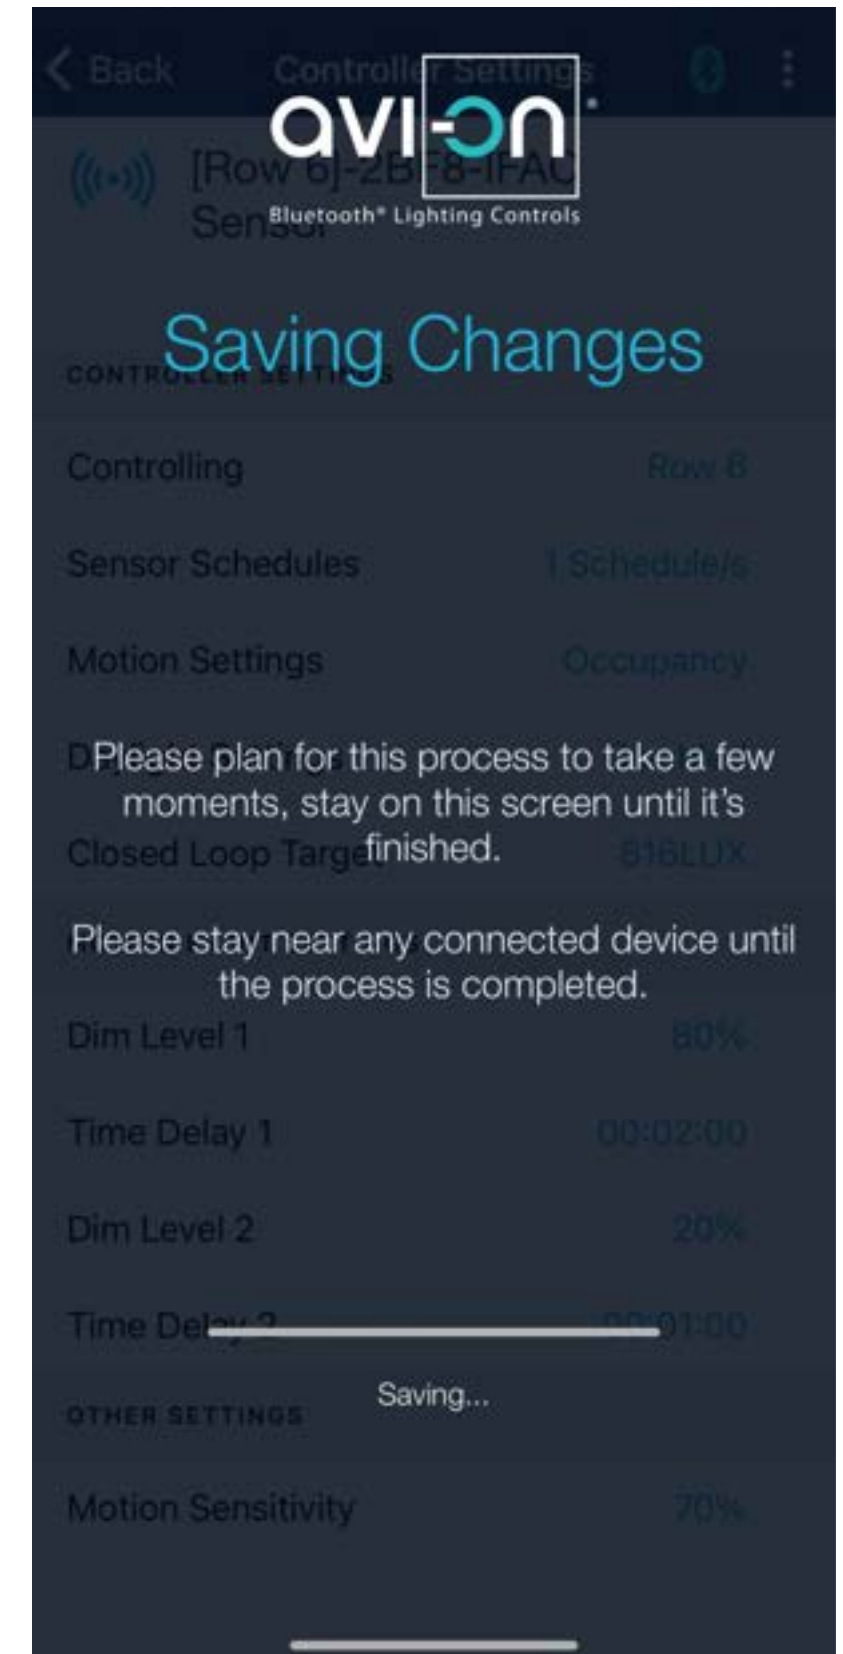 Back
Controller Settings
avi-on
[Row 6]-2BF8-IFAC
Sensor
Bluetooth® Lighting Controls
Saving Changes
CONTROLLER SETTINGS
Controlling Row 6
Sensor Schedules 1 Schedule/s
Motion Settings Occupancy
Please plan for this process to take a few
moments, stay on this screen until it's
finished.
Closed Loop Target 816LUX
Please stay near any connected device until
the process is completed.
Dim Level 1 80%
Time Delay 1 00:02:00
Dim Level 2 20%
Time Delay 2 00:01:00
Saving...
OTHER SETTINGS
Motion Sensitivity 70%